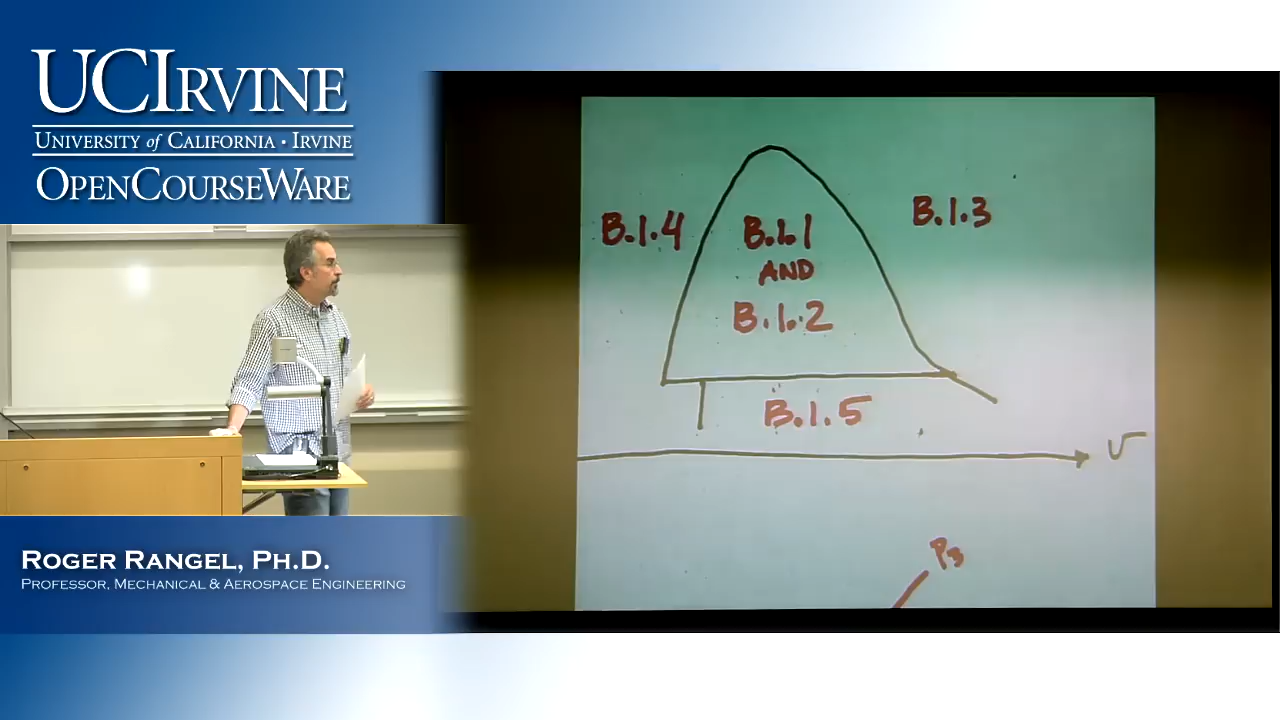 UCIRVINE
UNIVERSITY of CALIFORNIA · IRVINE
OPENCOURSEWARE
B.1.4
B.1.1
AND
B.1.2
B.1.3
B.1.5
v
P3
ROGER RANGEL, PH.D.
PROFESSOR, MECHANICAL & AEROSPACE ENGINEERING